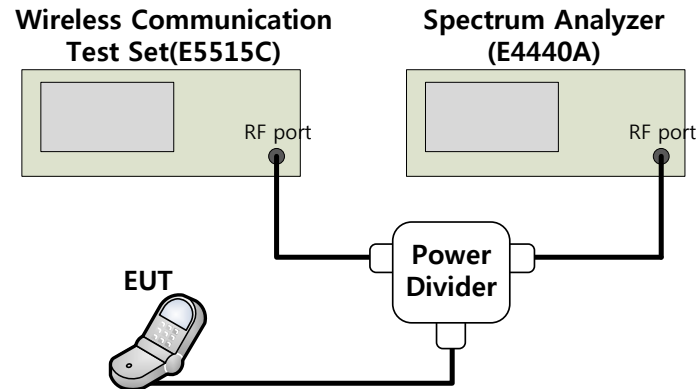 Wireless Communication
Test Set(E5515C)
Spectrum Analyzer
(E4440A)
RF port
RF port
Power
Divider
EUT